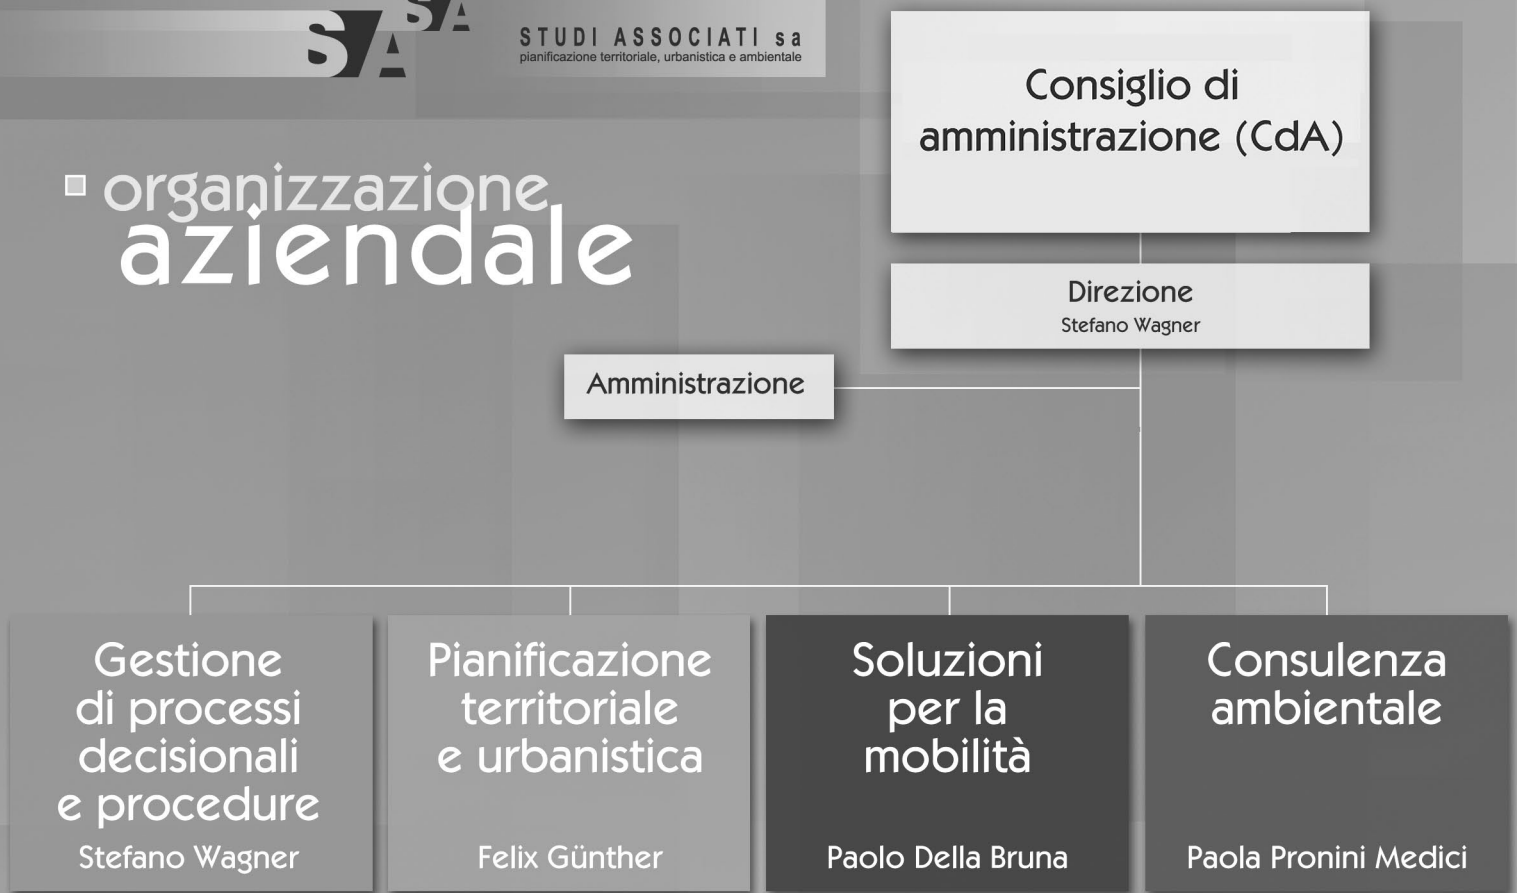 SASA
STUDI ASSOCIATI sa
pianificazione territoriale, urbanistica e ambientale
organizzazione
aziendale
Consiglio di
amministrazione (CdA)
Direzione
Stefano Wagner
Amministrazione
Gestione
di processi
decisionali
e procedure
Stefano Wagner
Pianificazione
territoriale
e urbanistica
Felix Günther
Soluzioni
per la
mobilità
Paolo Della Bruna
Consulenza
ambientale
Paola Pronini Medici